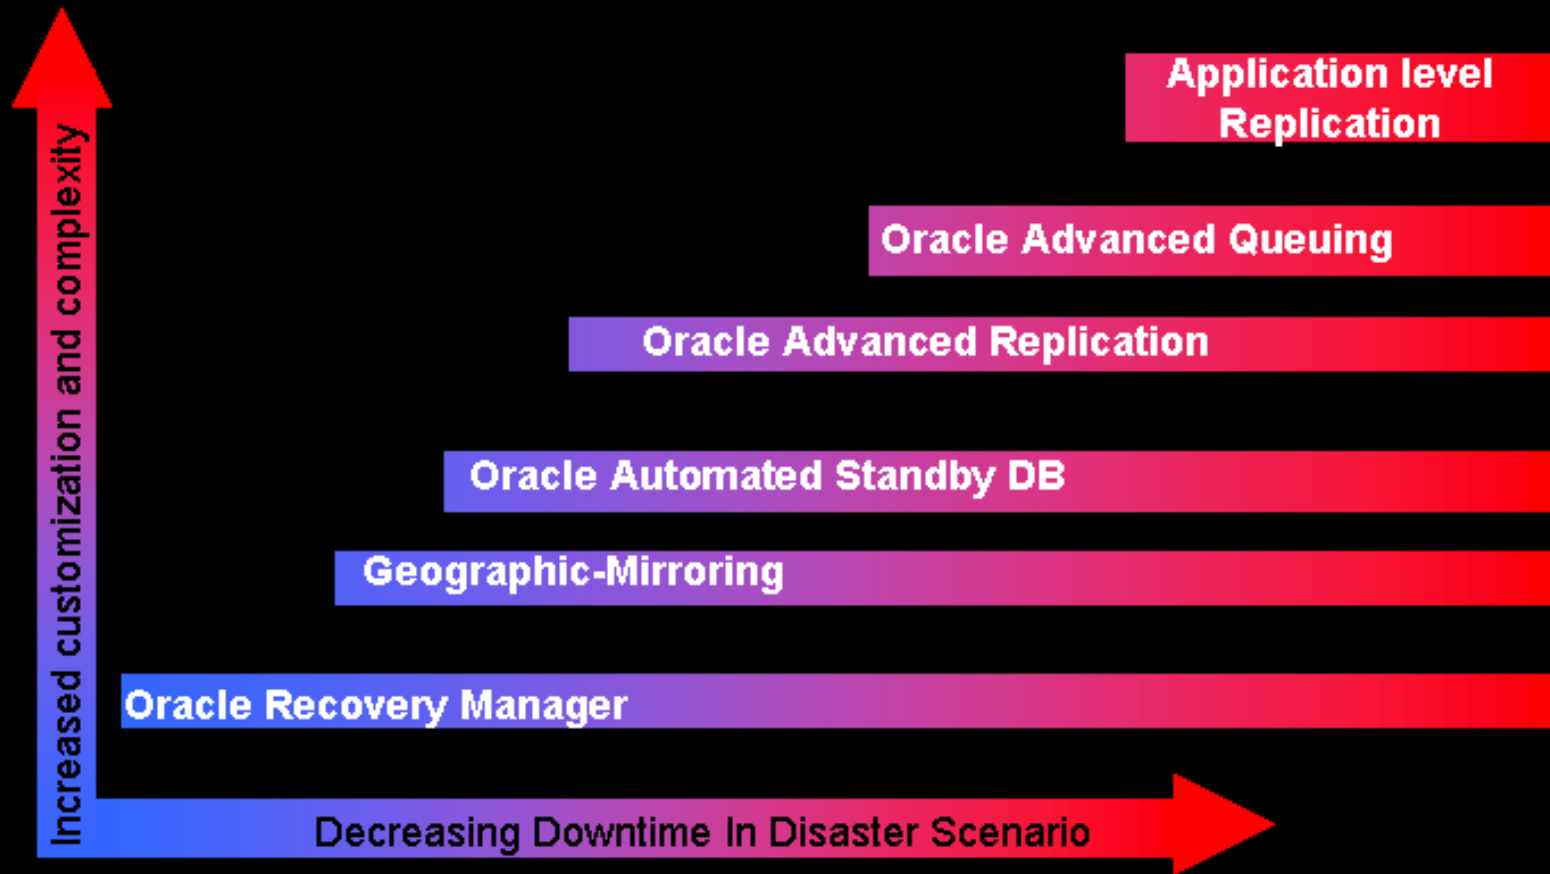 Application level
Replication
Oracle Advanced Queuing
Oracle Advanced Replication
Oracle Automated Standby DB
Geographic-Mirroring
Oracle Recovery Manager
Increased customization and complexity
Decreasing Downtime In Disaster Scenario